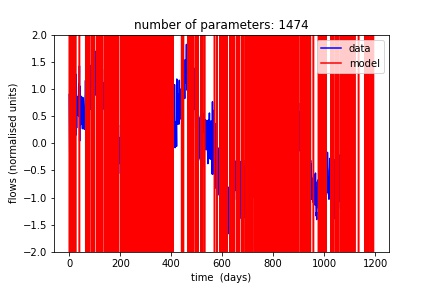 number of parameters: 1474
data
model
2.0
1.5
1.0
0.5
0.0
−0.5
−1.0
−1.5
−2.0
flows (normalised units)
0 200 400 600 800 1000 1200
time (days)